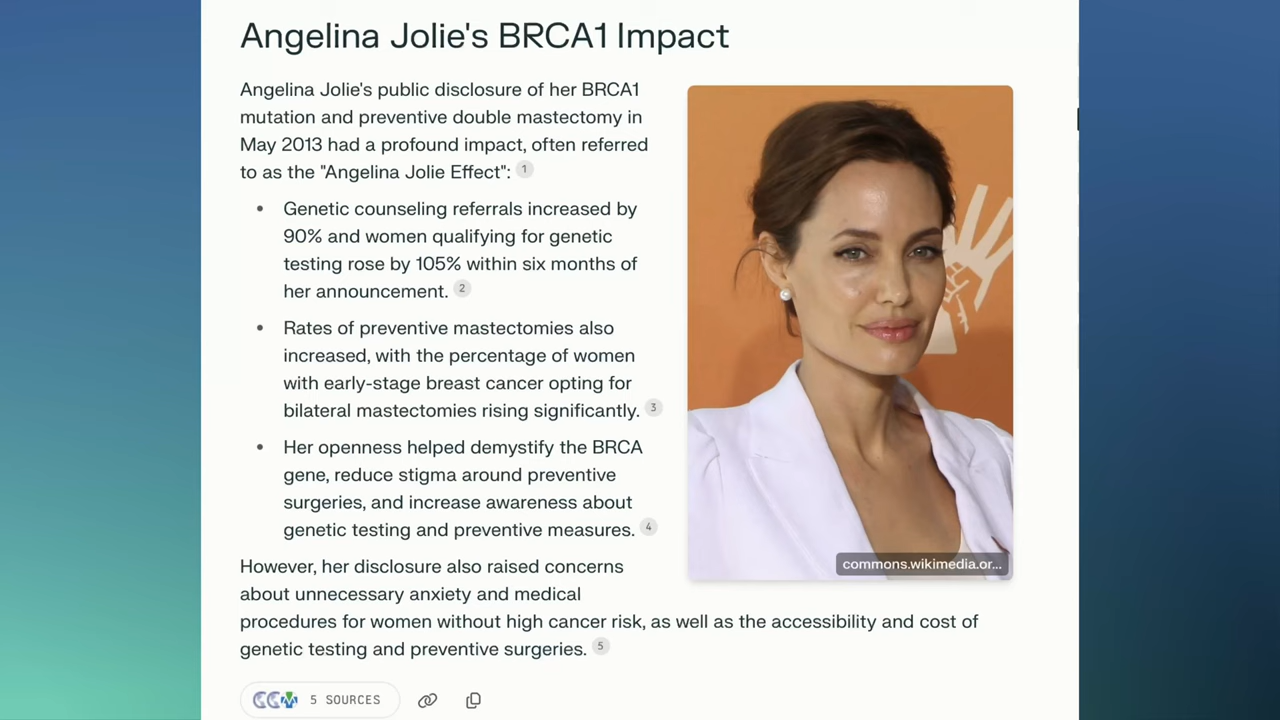 Angelina Jolie's BRCA1 Impact
Angelina Jolie's public disclosure of her BRCA1
mutation and preventive double mastectomy in
May 2013 had a profound impact, often referred
to as the "Angelina Jolie Effect": 1
• Genetic counseling referrals increased by
90% and women qualifying for genetic
testing rose by 105% within six months of
her announcement. 2
• Rates of preventive mastectomies also
increased, with the percentage of women
with early-stage breast cancer opting for
bilateral mastectomies rising significantly. 3
• Her openness helped demystify the BRCA
gene, reduce stigma around preventive
surgeries, and increase awareness about
genetic testing and preventive measures. 4
commons.wikimedia.or...
However, her disclosure also raised concerns
about unnecessary anxiety and medical
procedures for women without high cancer risk, as well as the accessibility and cost of
genetic testing and preventive surgeries. 5
5 SOURCES